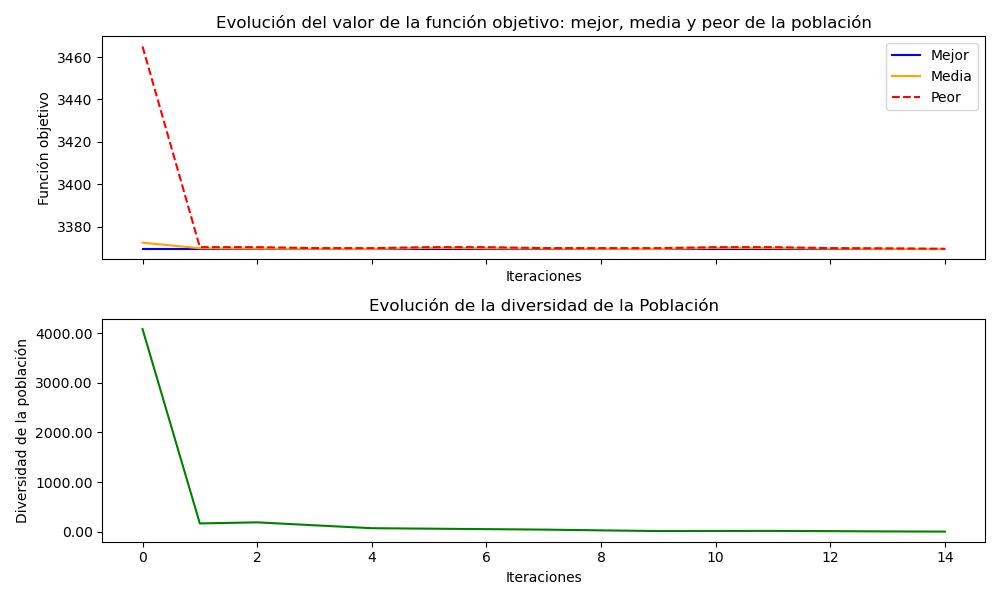 Evolución del valor de la función objetivo: mejor, media y peor de la población
Función objetivo
3460
3440
3420
3400
3380
Mejor
Media
Peor
Iteraciones
Evolución de la diversidad de la Población
Diversidad de la población
4000.00
3000.00
2000.00
1000.00
0.00
0 2 4 6 8 10 12 14
Iteraciones